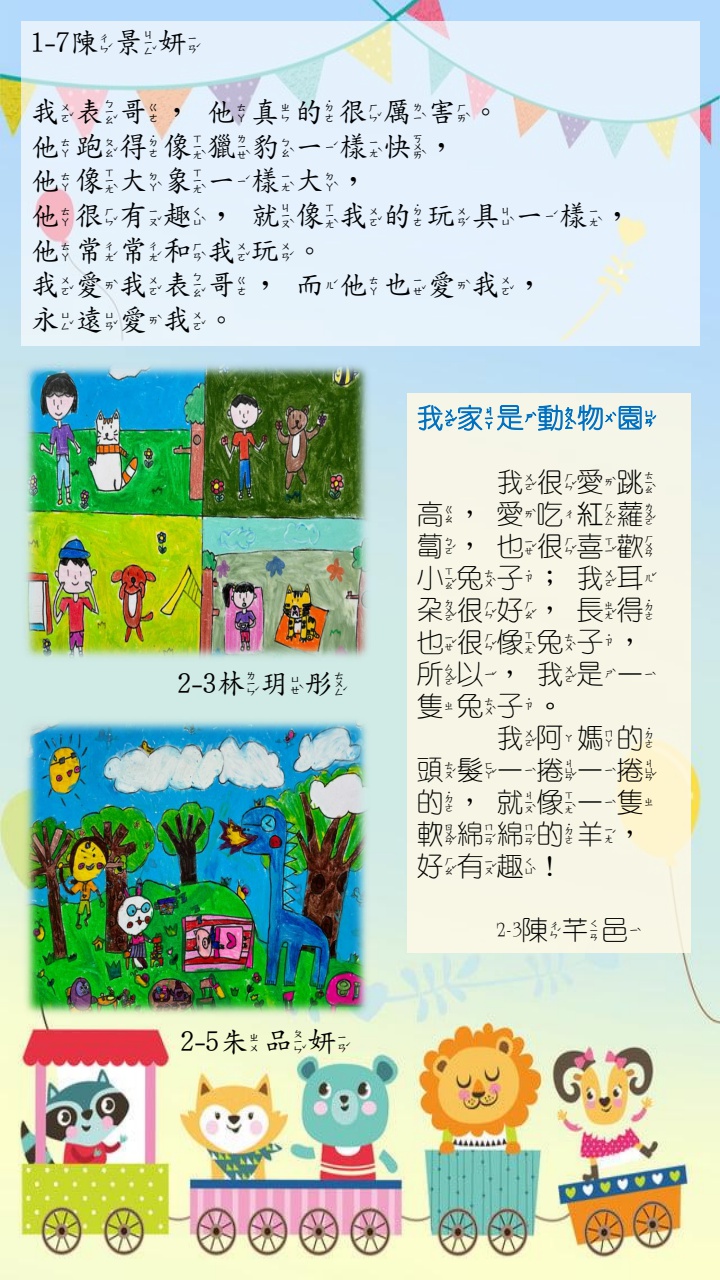 1-7陳景妍
我表哥，他真的很厲害。
他跑得像獵豹一樣快，
他像大象一樣大，
他很有趣，就像我的玩具一樣，
他常常和我玩。
我愛我表哥，而他也愛我，
永遠愛我。
我家是動物園
我很愛跳
高，愛吃紅蘿
蔔，也很喜歡
小兔子；我耳
朵很好，長得
也很像兔子，
所以，我是一
隻兔子。
我阿媽的
頭髮一捲一捲
的，就像一隻
軟綿綿的羊，
好有趣！
2-3陳芊邑
2-3林玥彤
2-5朱品妍